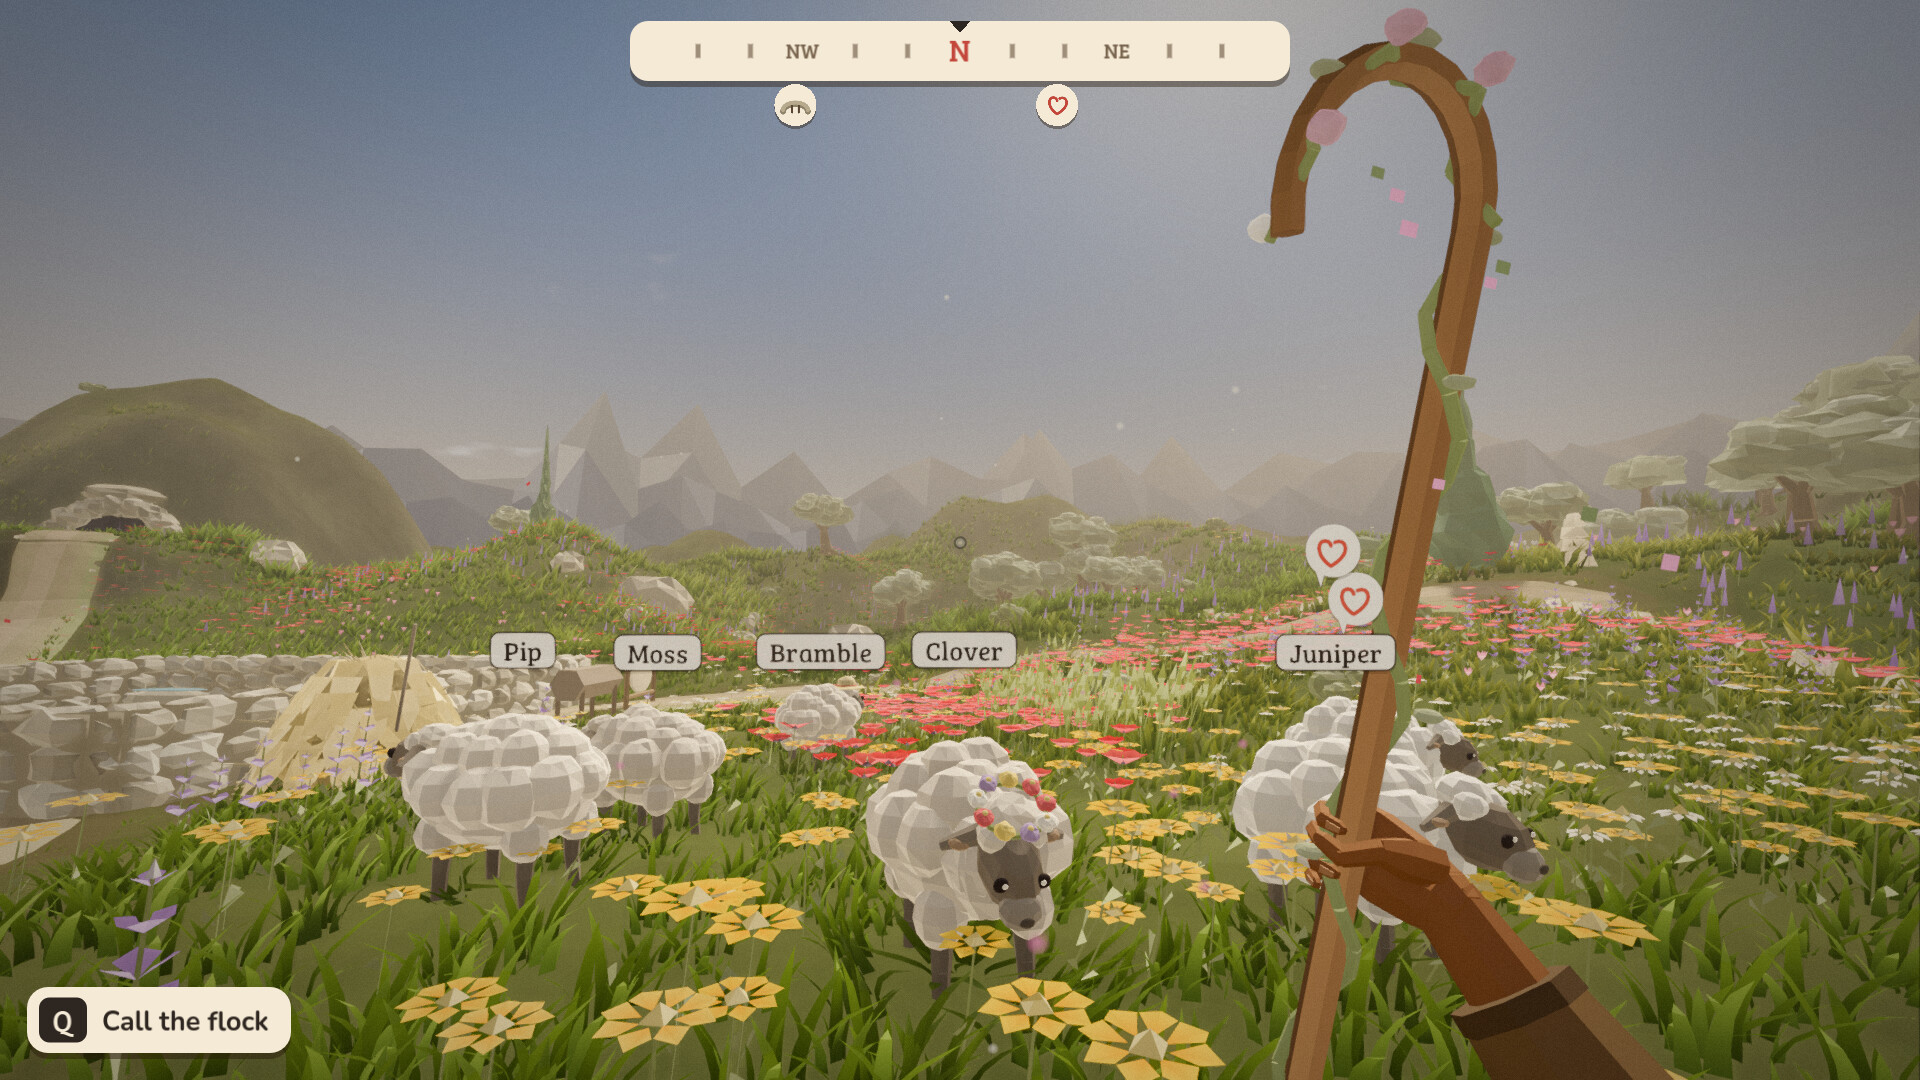 NW N NE
Pip
Moss
Bramble
Clover
Juniper
Q Call the flock